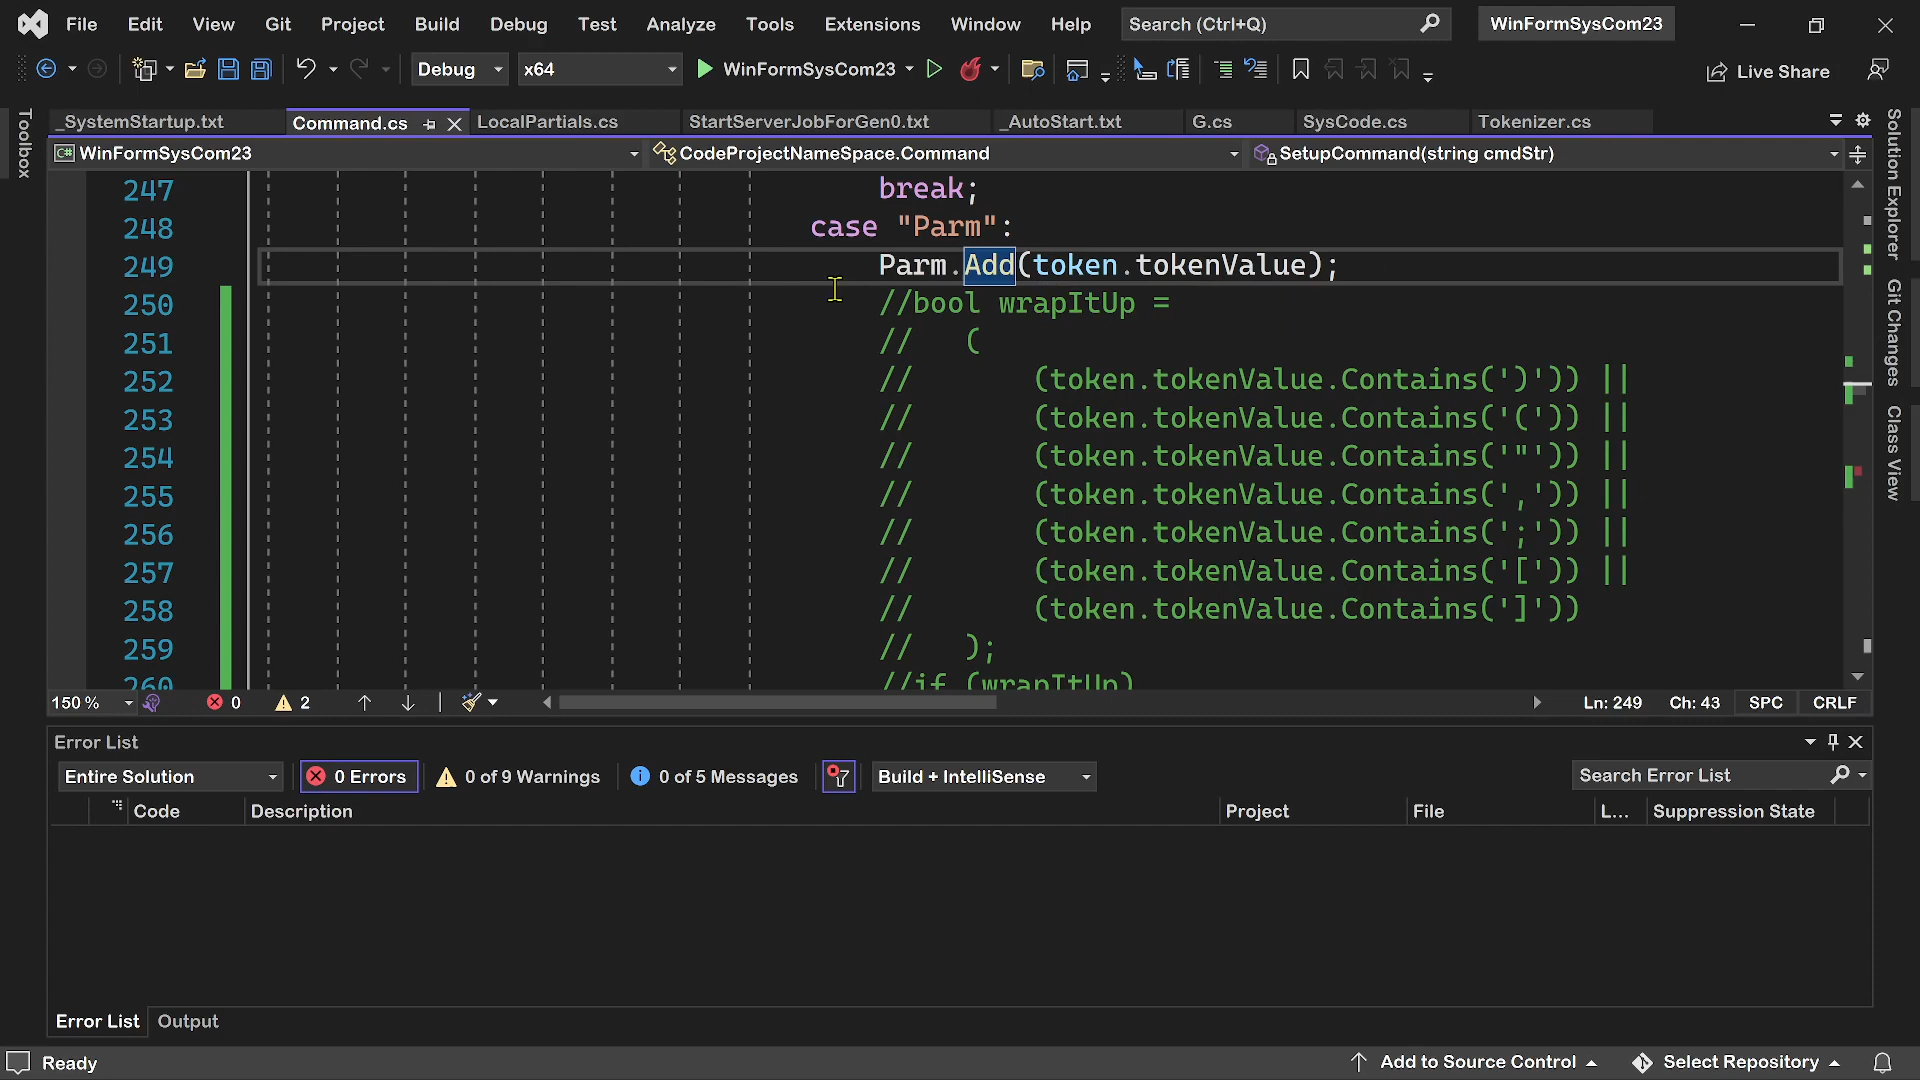 File Edit View Git Project Build Debug Test Analyze Tools Extensions Window Help Search (Ctrl+Q) WinFormSysCom23
Debug x64 WinFormSysCom23 Live Share
_SystemStartup.txt Command.cs LocalPartials.cs StartServerJobForGen0.txt _AutoStart.txt G.cs SysCode.cs Tokenizer.cs
C# WinFormSysCom23 CodeProjectNameSpace.Command SetupCommand(string cmdStr)
Toolbox
247 break;
248 case "Parm":
249 Parm.Add(token.tokenValue);
250 //bool wrapItUp =
251 // (
252 // (token.tokenValue.Contains(')')) ||
253 // (token.tokenValue.Contains('(')) ||
254 // (token.tokenValue.Contains('"')) ||
255 // (token.tokenValue.Contains(',')) ||
256 // (token.tokenValue.Contains(';')) ||
257 // (token.tokenValue.Contains('[')) ||
258 // (token.tokenValue.Contains(']'))
259 // );
260 //if (wrapItUp)
Solution Explorer
Git Changes
Class View
150 % 0 2 Ln: 249 Ch: 43 SPC CRLF
Error List
Entire Solution 0 Errors 0 of 9 Warnings 0 of 5 Messages Build + IntelliSense Search Error List
Code Description Project File L... Suppression State
Error List Output
Ready Add to Source Control Select Repository